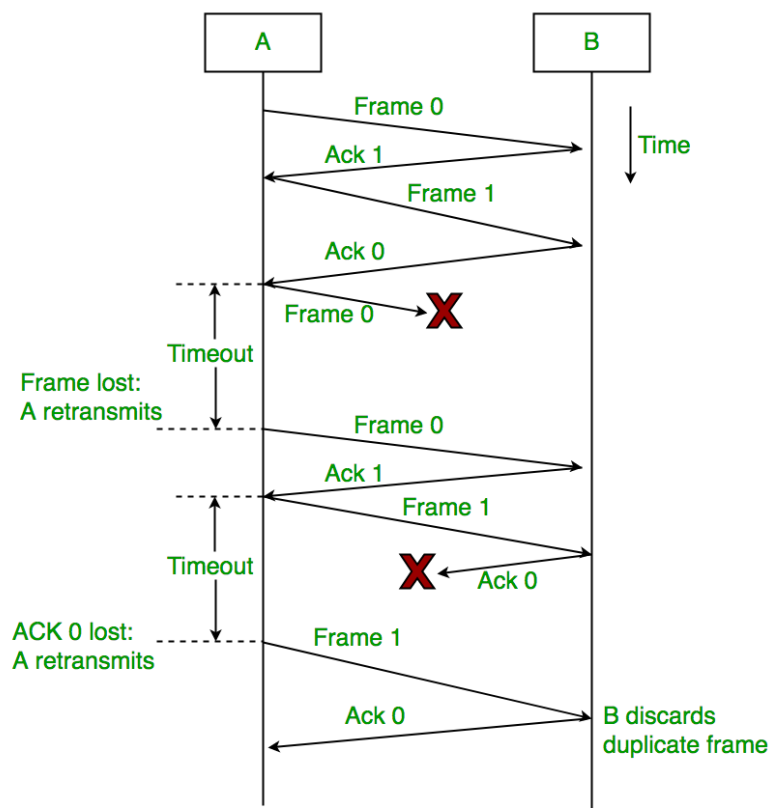 A
B
Frame 0
Time
Ack 1
Frame 1
Ack 0
Frame 0
Timeout
Frame lost:
A retransmits
Frame 0
Ack 1
Frame 1
Timeout
Ack 0
ACK 0 lost:
A retransmits
Frame 1
Ack 0
B discards
duplicate frame